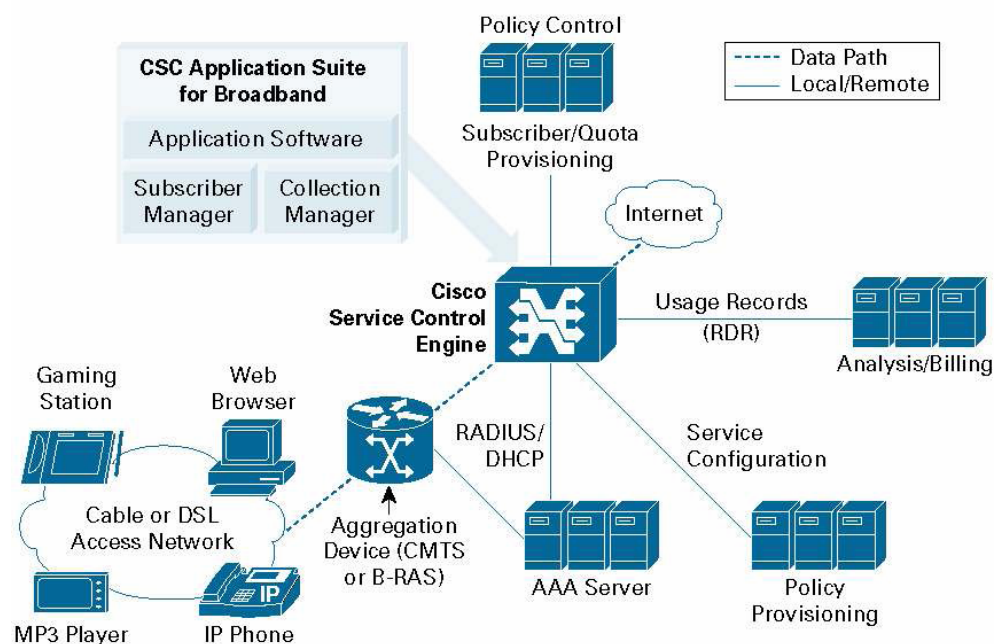 Policy Control
CSC Application Suite
for Broadband
Application Software
Subscriber
Manager
Collection
Manager
Data Path
Local/Remote
Subscriber/Quota
Provisioning
Internet
Cisco
Service Control
Engine
Usage Records
(RDR)
Analysis/Billing
Gaming
Station
Web
Browser
RADIUS/
DHCP
Service
Configuration
Cable or DSL
Access Network
Aggregation
Device (CMTS
or B-RAS)
AAA Server
Policy
Provisioning
IP
MP3 Player
IP Phone